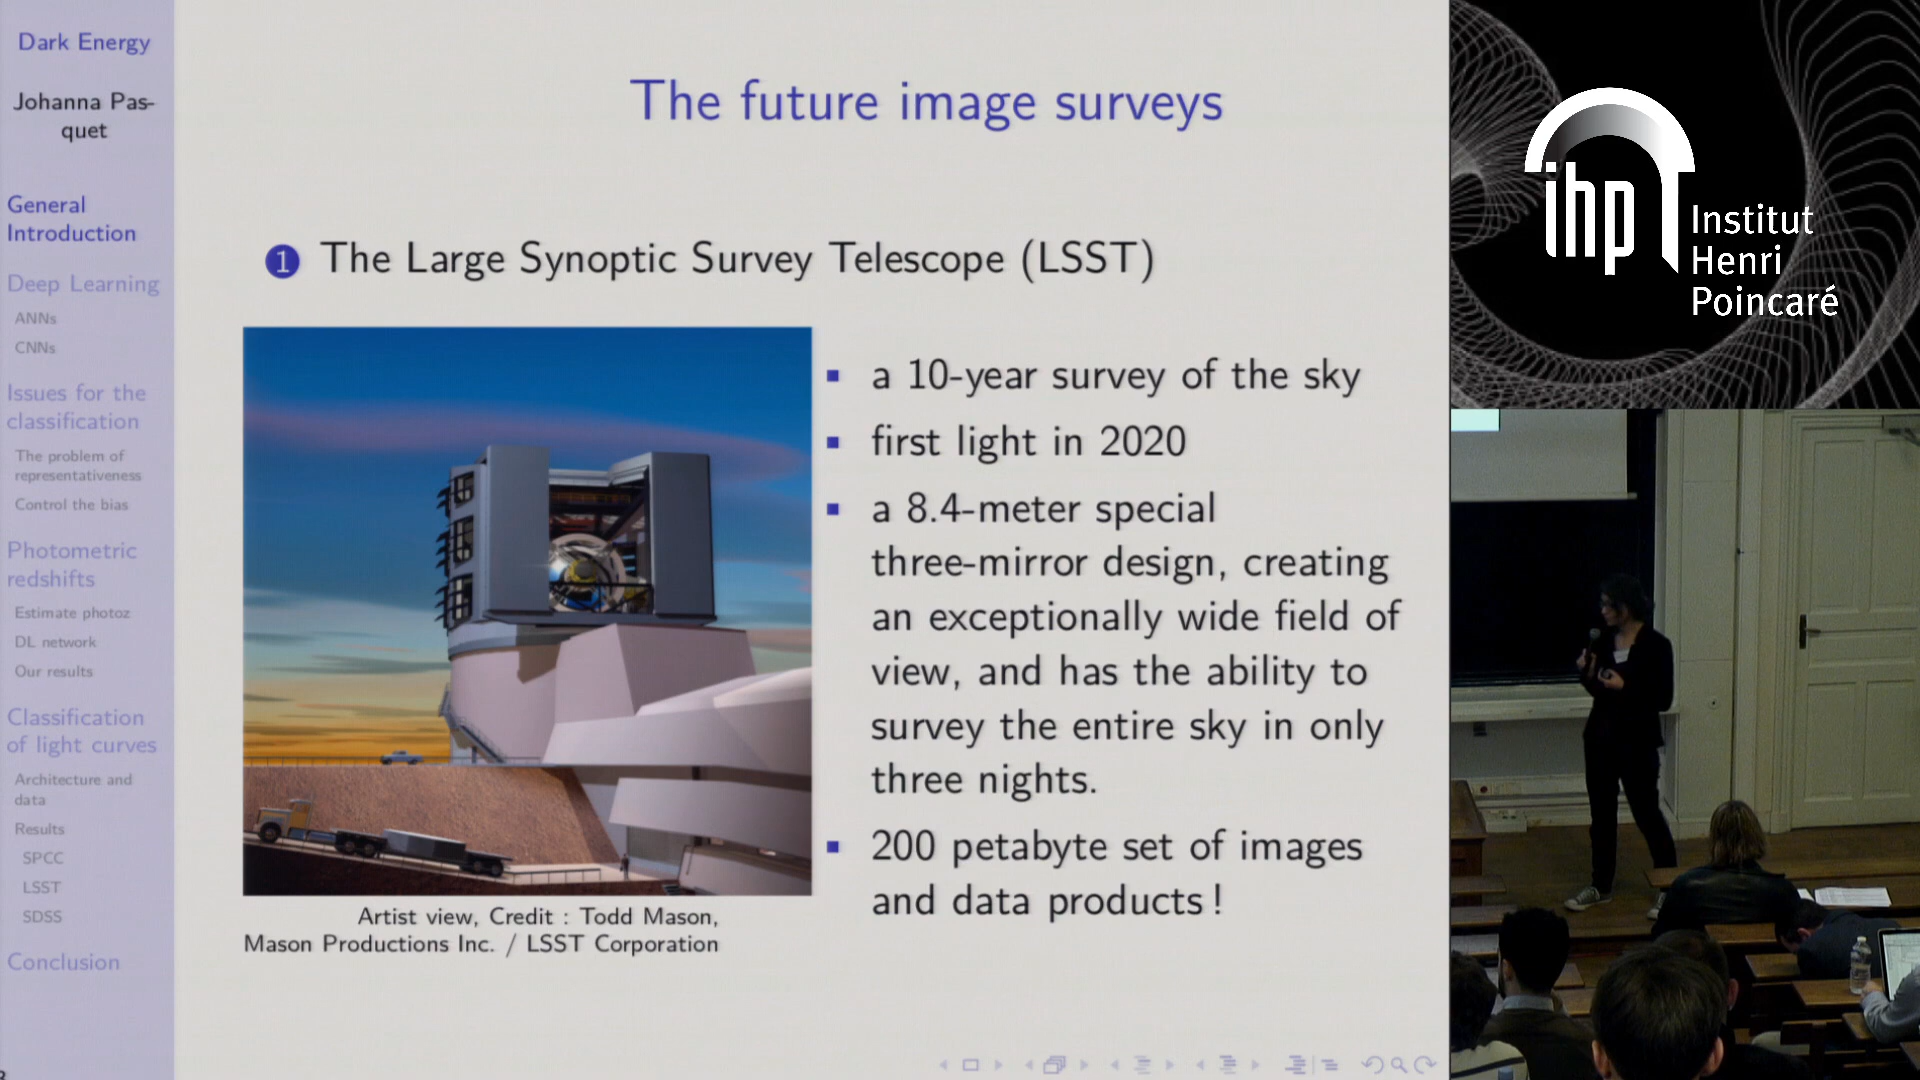 Dark Energy
Johanna Pas-
quet
General
Introduction
Deep Learning
ANNs
CNNs
Issues for the
classification
The problem of
representativeness
Control the bias
Photometric
redshifts
Estimate photoz
DL network
Our results
Classification
of light curves
Architecture and
data
Results
SPCC
LSST
SDSS
Conclusion
The future image surveys
1 The Large Synoptic Survey Telescope (LSST)
Artist view, Credit : Todd Mason,
Mason Productions Inc. / LSST Corporation
a 10-year survey of the sky
first light in 2020
a 8.4-meter special
three-mirror design, creating
an exceptionally wide field of
view, and has the ability to
survey the entire sky in only
three nights.
200 petabyte set of images
and data products !
ihp
Institut
Henri
Poincaré